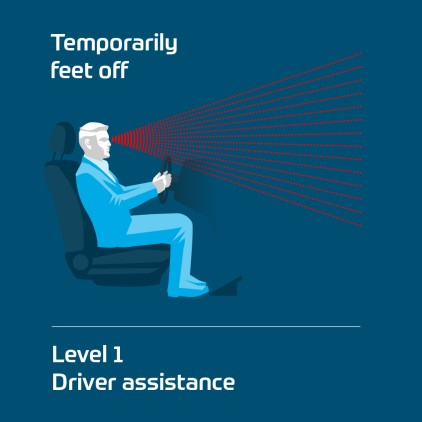 Temporarily
feet off
Level 1
Driver assistance